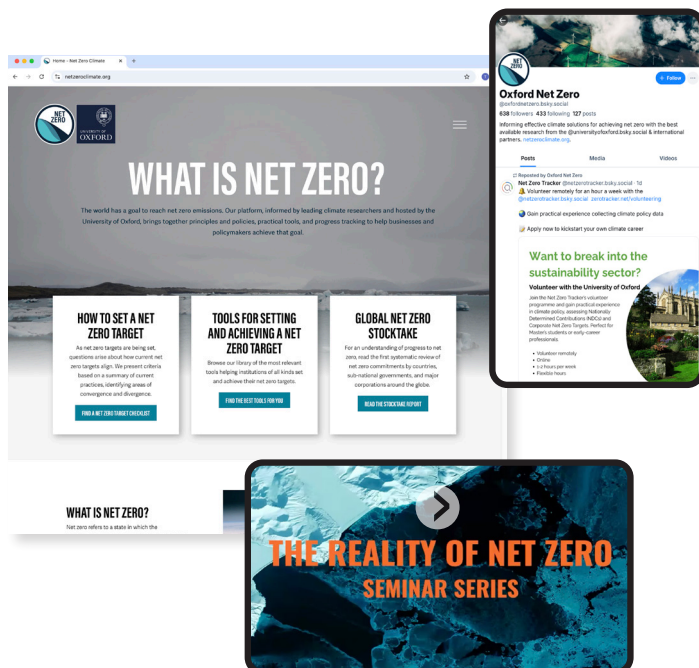 Home - Net Zero Climate
netzeroclimate.org
NET
ZERO
UNIVERSITY OF
OXFORD
WHAT IS NET ZERO?
The world has a goal to reach net zero emissions. Our platform, informed by leading climate researchers and hosted by the
University of Oxford, brings together principles and policies, practical tools, and progress tracking to help businesses and
policymakers achieve that goal.
HOW TO SET A NET
ZERO TARGET
As net zero targets are being set,
questions arise about how current net
zero targets align. We present criteria
based on a summary of current
practices, identifying areas of
convergence and divergence.
FIND A NET ZERO TARGET CHECKLIST
TOOLS FOR SETTING
AND ACHIEVING A NET
ZERO TARGET
Browse our library of the most relevant
tools helping institutions of all kinds set
and achieve their net zero targets.
FIND THE BEST TOOLS FOR YOU
GLOBAL NET ZERO
STOCKTAKE
For an understanding of progress to net
zero, read the first systematic review of
net zero commitments by countries,
sub-national governments, and major
corporations around the globe.
READ THE STOCKTAKE REPORT
WHAT IS NET ZERO?
Net zero refers to a state in which the
NET
ZERO
+ Follow
Oxford Net Zero
@oxfordnetzero.bsky.social
638 followers 433 following 127 posts
Informing effective climate solutions for achieving net zero with the best
available research from the @universityofoxford.bsky.social & international
partners. netzeroclimate.org.
Posts Media Videos
Reposted by Oxford Net Zero
Net Zero Tracker @netzerotracker.bsky.social · 1d
Volunteer remotely for an hour a week with the
@netzerotracker.bsky.social zerotracker.net/volunteering
Gain practical experience collecting climate policy data
Apply now to kickstart your own climate career
Want to break into the
sustainability sector?
Volunteer with the University of Oxford
Join the Net Zero Tracker's volunteer
programme and gain practical experience
in climate policy, assessing Nationally
Determined Contributions (NDCs) and
Corporate Net Zero Targets. Perfect for
Master's students or early-career
professionals.
• Volunteer remotely
• Online
• 1-2 hours per week
• Flexible hours
THE REALITY OF NET ZERO
SEMINAR SERIES